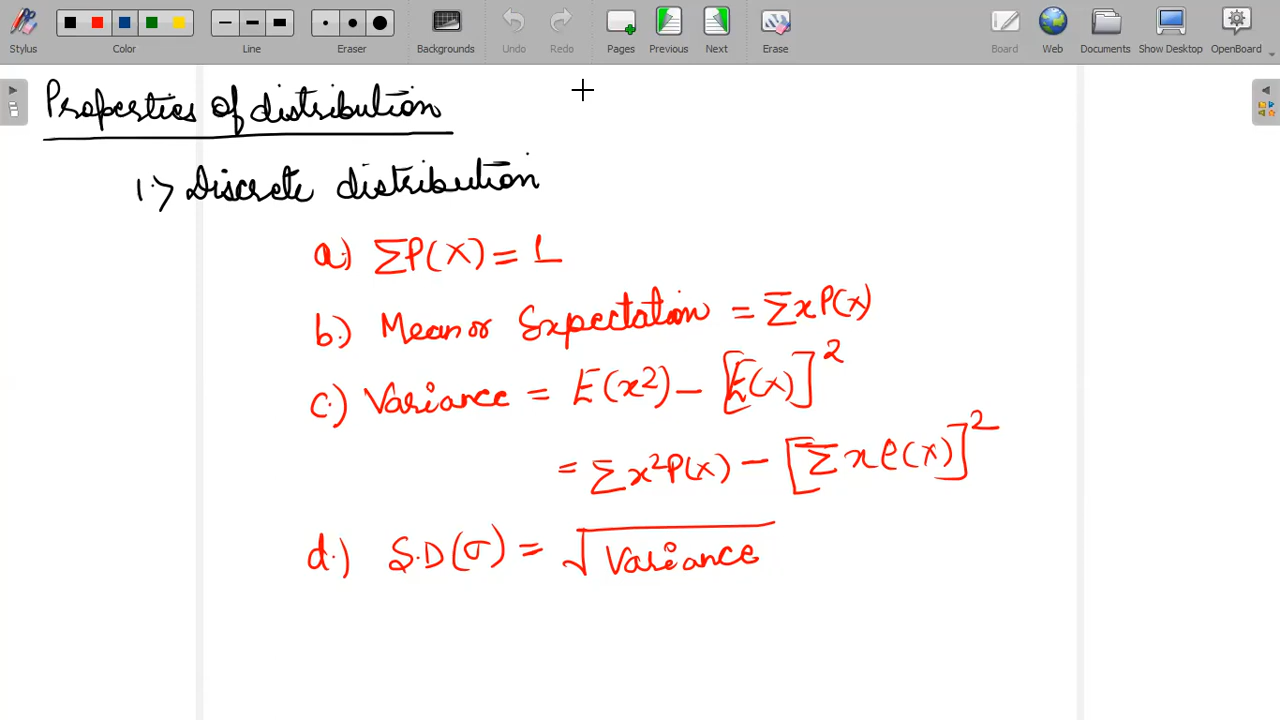 Stylus Color Line Eraser Backgrounds Undo Redo Pages Previous Next Erase Board Web Documents Show Desktop OpenBoard
Properties of distribution
1.> Discrete distribution
a.) ΣP(X) = 1
b.) Mean or Expectation = ΣxP(x)
c.) Variance = E(x²) - [E(x)]²
= Σx²P(x) - [Σx P(x)]²
d.) S.D(σ) = √Variance